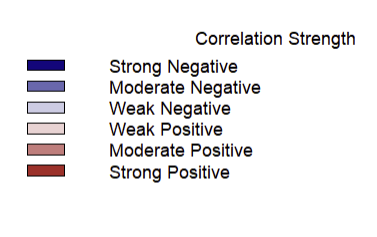 Correlation Strength
Strong Negative
Moderate Negative
Weak Negative
Weak Positive
Moderate Positive
Strong Positive